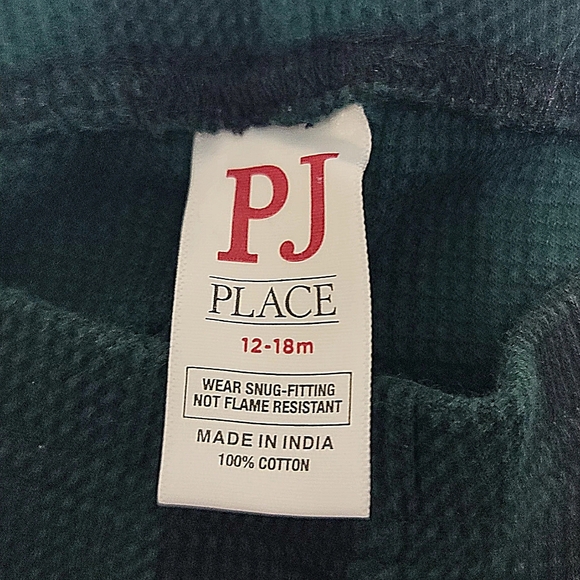 PJ
PLACE
12-18m
WEAR SNUG-FITTING
NOT FLAME RESISTANT
MADE IN INDIA
100% COTTON